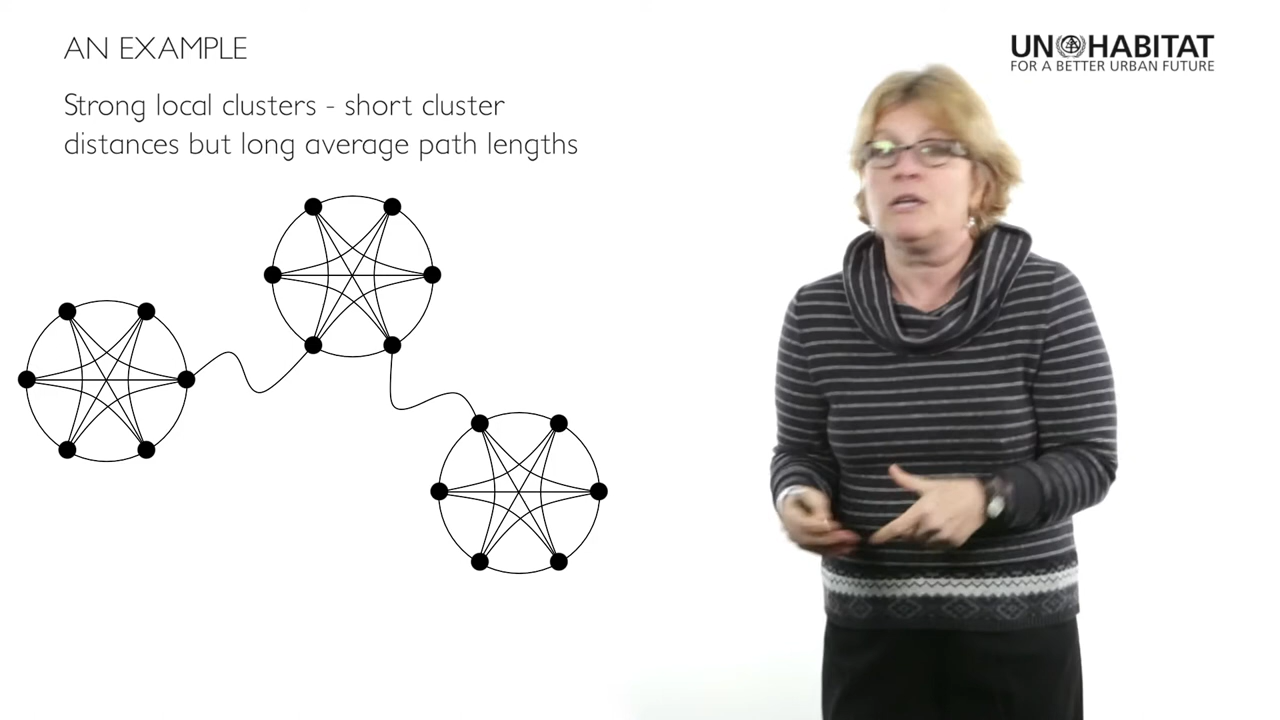 AN EXAMPLE
Strong local clusters - short cluster
distances but long average path lengths
UN HABITAT
FOR A BETTER URBAN FUTURE